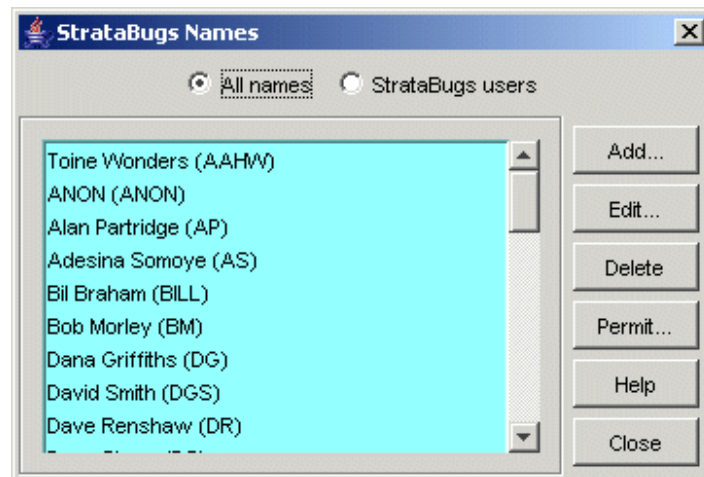 StrataBugs Names
All names StrataBugs users
Toine Wonders (AAHW)
ANON (ANON)
Alan Partridge (AP)
Adesina Somoye (AS)
Bil Braham (BILL)
Bob Morley (BM)
Dana Griffiths (DG)
David Smith (DGS)
Dave Renshaw (DR)
Add...
Edit...
Delete
Permit...
Help
Close